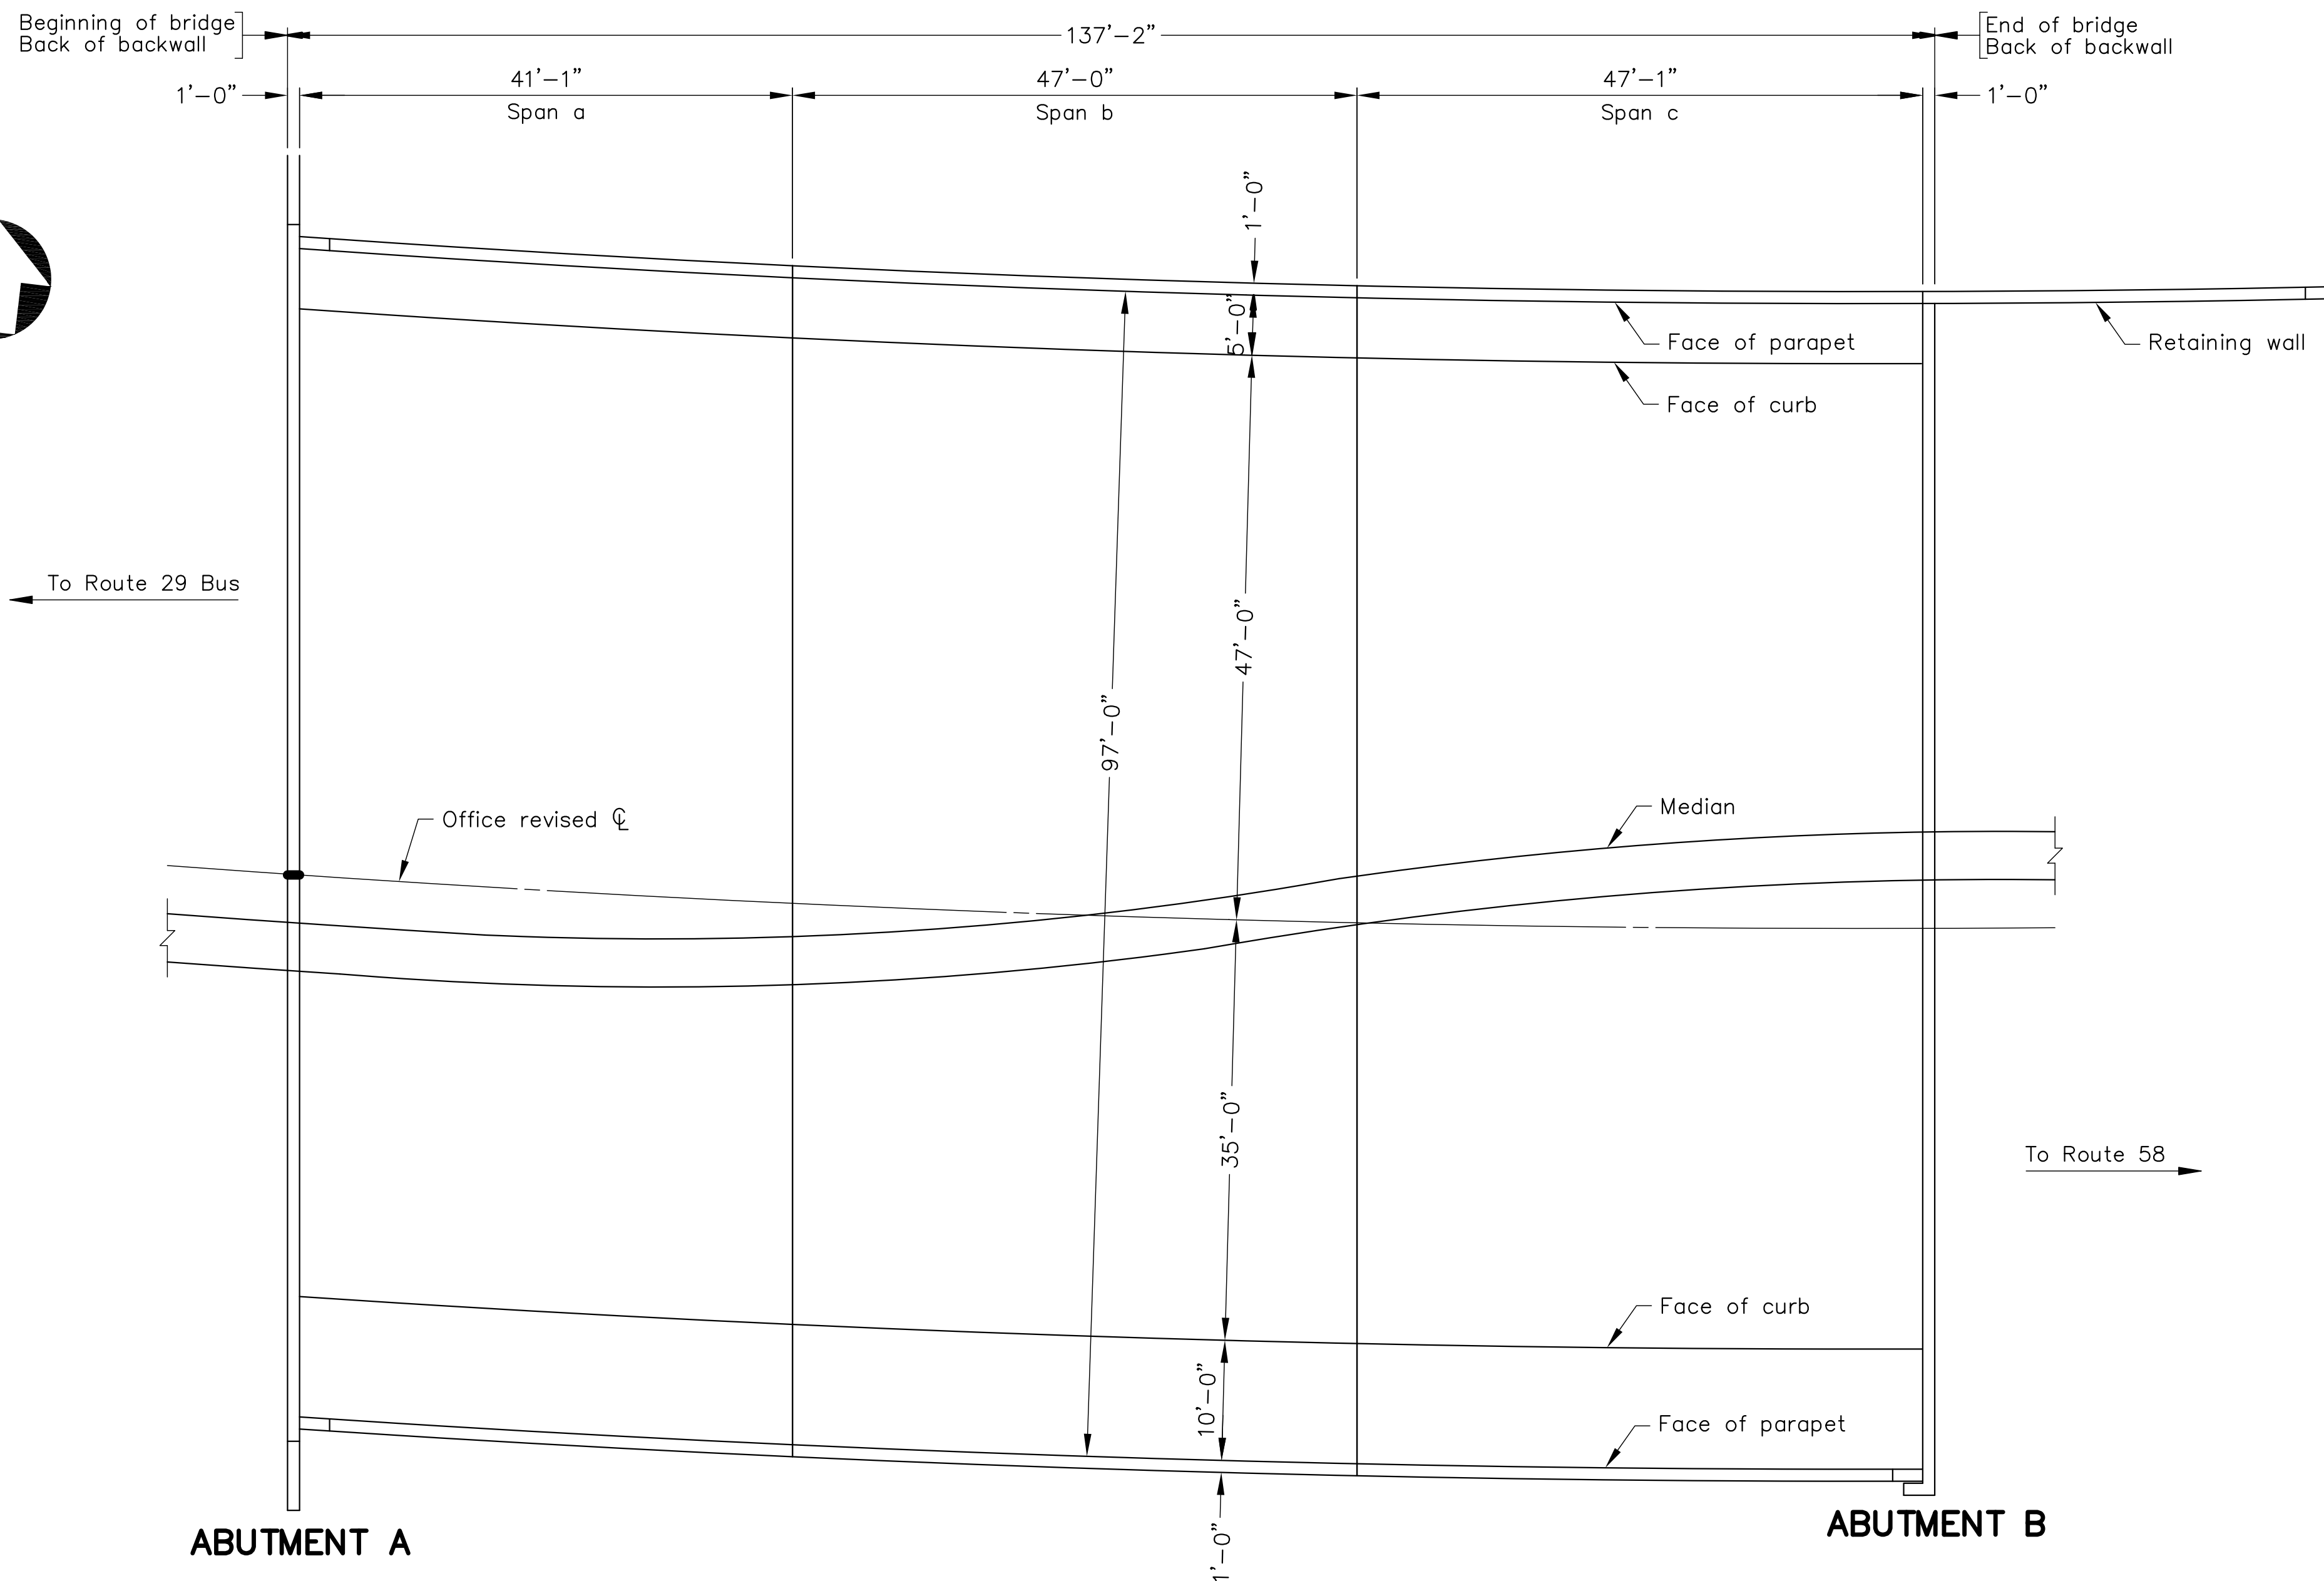 Beginning of bridge
Back of backwall
137'-2"
End of bridge
Back of backwall
1'-0"
41'-1"
Span a
47'-0"
Span b
47'-1"
Span c
1'-0"
1'-0"
5'-0"
Face of parapet
Retaining wall
Face of curb
To Route 29 Bus
47'-0"
97'-0"
Office revised ℄
Median
35'-0"
To Route 58
Face of curb
10'-0"
Face of parapet
1'-0"
ABUTMENT A
ABUTMENT B